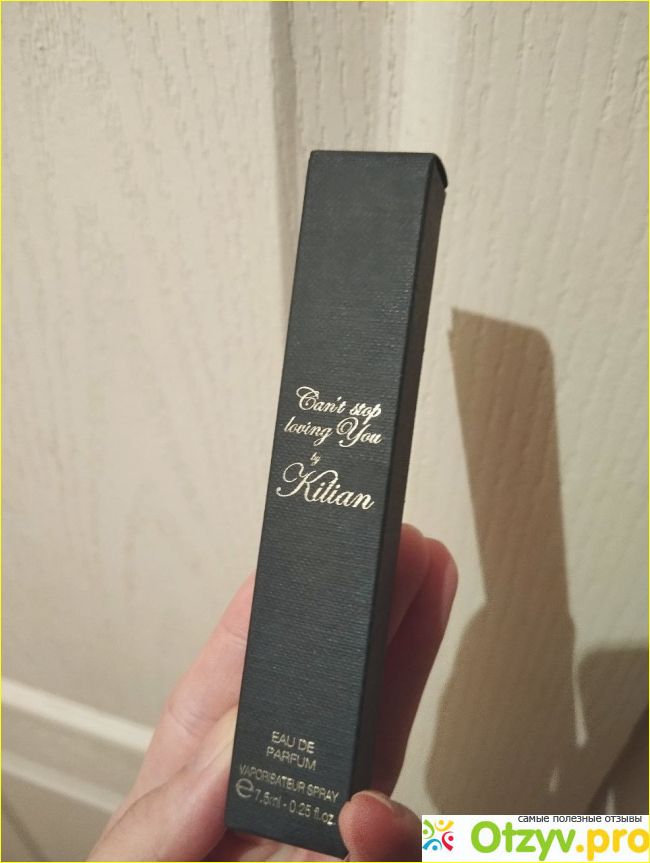 Can't stop
loving You
by
Kilian
EAU DE
PARFUM
VAPORISATEUR SPRAY
℮ 7.5ml - 0.25 fl.oz.
самые полезные отзывы
Otzyv.pro